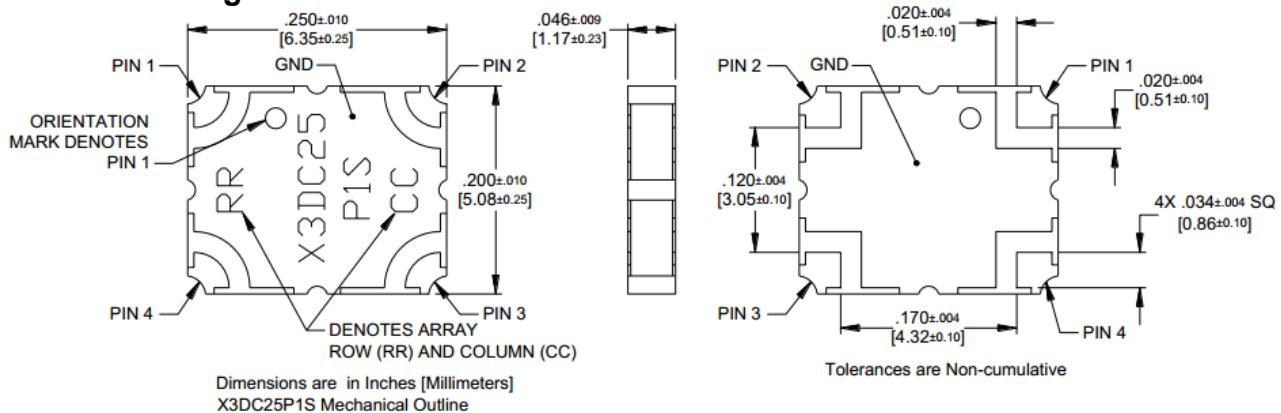 .250±.010
[6.35±0.25]
.046±.009
[1.17±0.23]
.020±.004
[0.51±0.10]
PIN 1
GND
PIN 2
PIN 2
GND
PIN 1
.020±.004
[0.51±0.10]
ORIENTATION
MARK DENOTES
PIN 1
RR
X3DC25
P1S
CC
.200±.010
[5.08±0.25]
.120±.004
[3.05±0.10]
4X .034±.004 SQ
[0.86±0.10]
PIN 4
PIN 3
PIN 3
PIN 4
.170±.004
[4.32±0.10]
DENOTES ARRAY
ROW (RR) AND COLUMN (CC)
Tolerances are Non-cumulative
Dimensions are in Inches [Millimeters]
X3DC25P1S Mechanical Outline